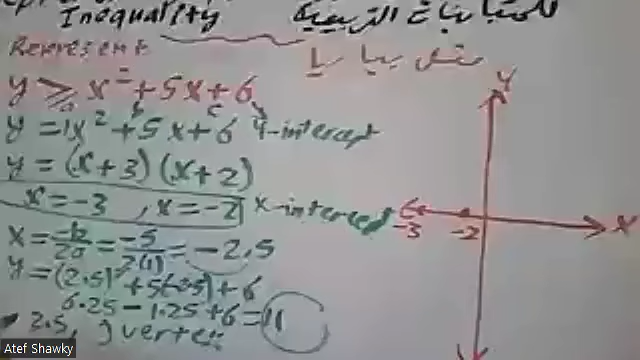 Inequality للمتباينات التربيعية
Represent
y ≥ x² + 5x + 6
y = 1x² + 5x + 6 y-intercept
y = (x+3)(x+2)
x = -3 , x = -2 x-intercept
x = -b/2a = -5/2(1) = -2.5
y = (2.5)² + 5(-2.5) + 6
6.25 - 1.25 + 6 = 11
-2.5, vertex
Y
X
-3
-2
Atef Shawky